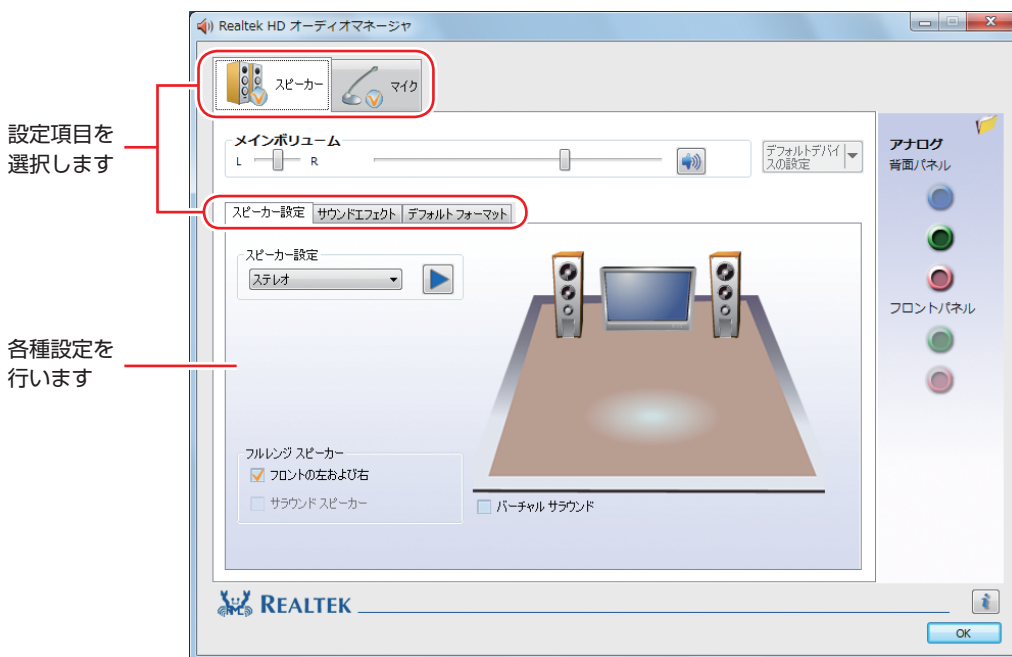 Realtek HD オーディオマネージャ
スピーカー
マイク
設定項目を
選択します
メインボリューム
L
R
デフォルトデバイ
スの設定
アナログ
背面パネル
スピーカー設定
サウンドエフェクト
デフォルト フォーマット
スピーカー設定
ステレオ
フロントパネル
各種設定を
行います
フルレンジ スピーカー
フロントの左および右
サラウンド スピーカー
バーチャル サラウンド
REALTEK
OK